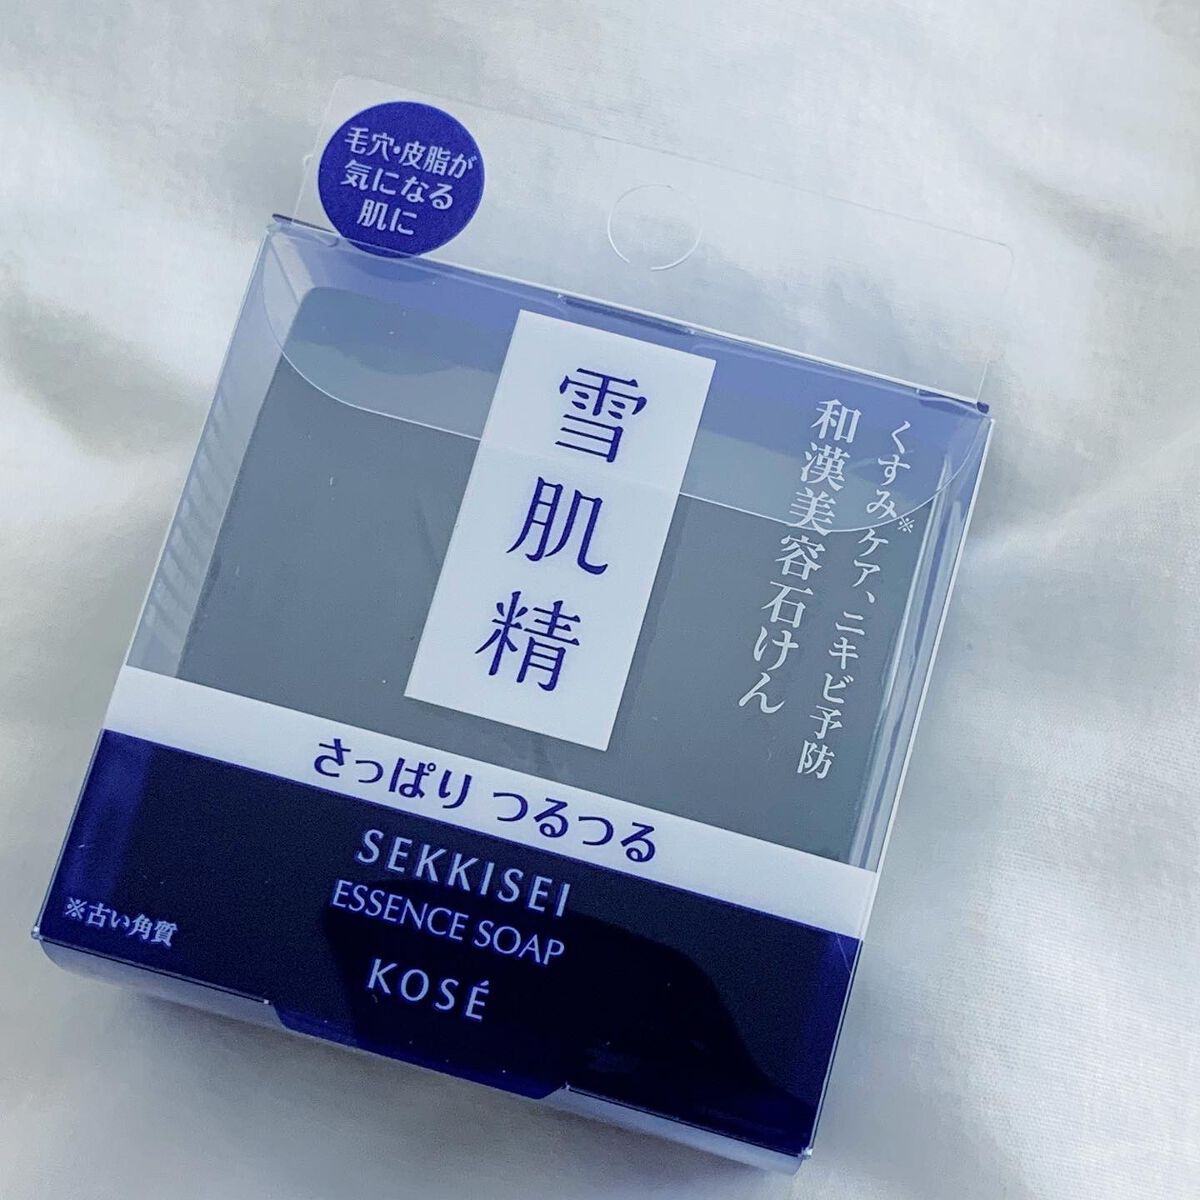 毛穴・皮脂が
気になる
肌に
雪肌精
くすみ※ケア、ニキビ予防
和漢美容石けん
さっぱり つるつる
SEKKISEI
ESSENCE SOAP
KOSÉ
※古い角質